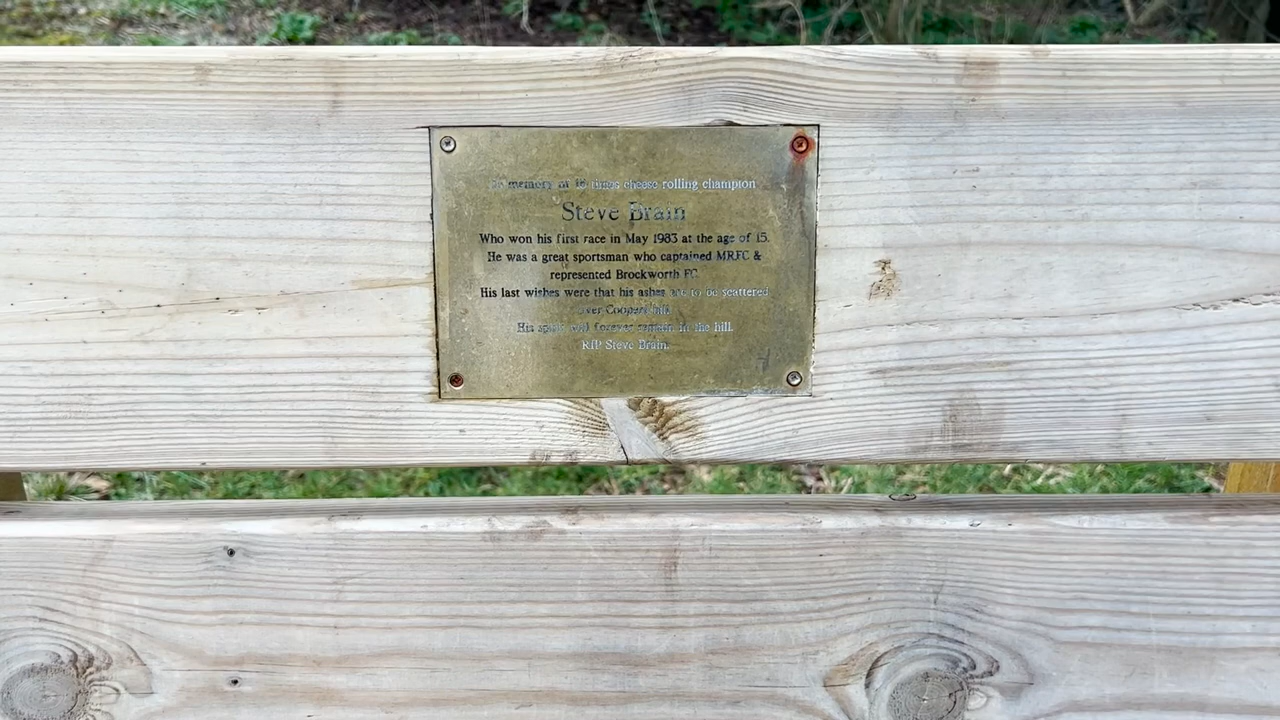 In memory of 18 times cheese rolling champion
Steve Brain
Who won his first race in May 1983 at the age of 15.
He was a great sportsman who captained MRFC &
represented Brockworth FC.
His last wishes were that his ashes are to be scattered
over Coopers hill.
His spirit will forever remain in the hill.
RIP Steve Brain.